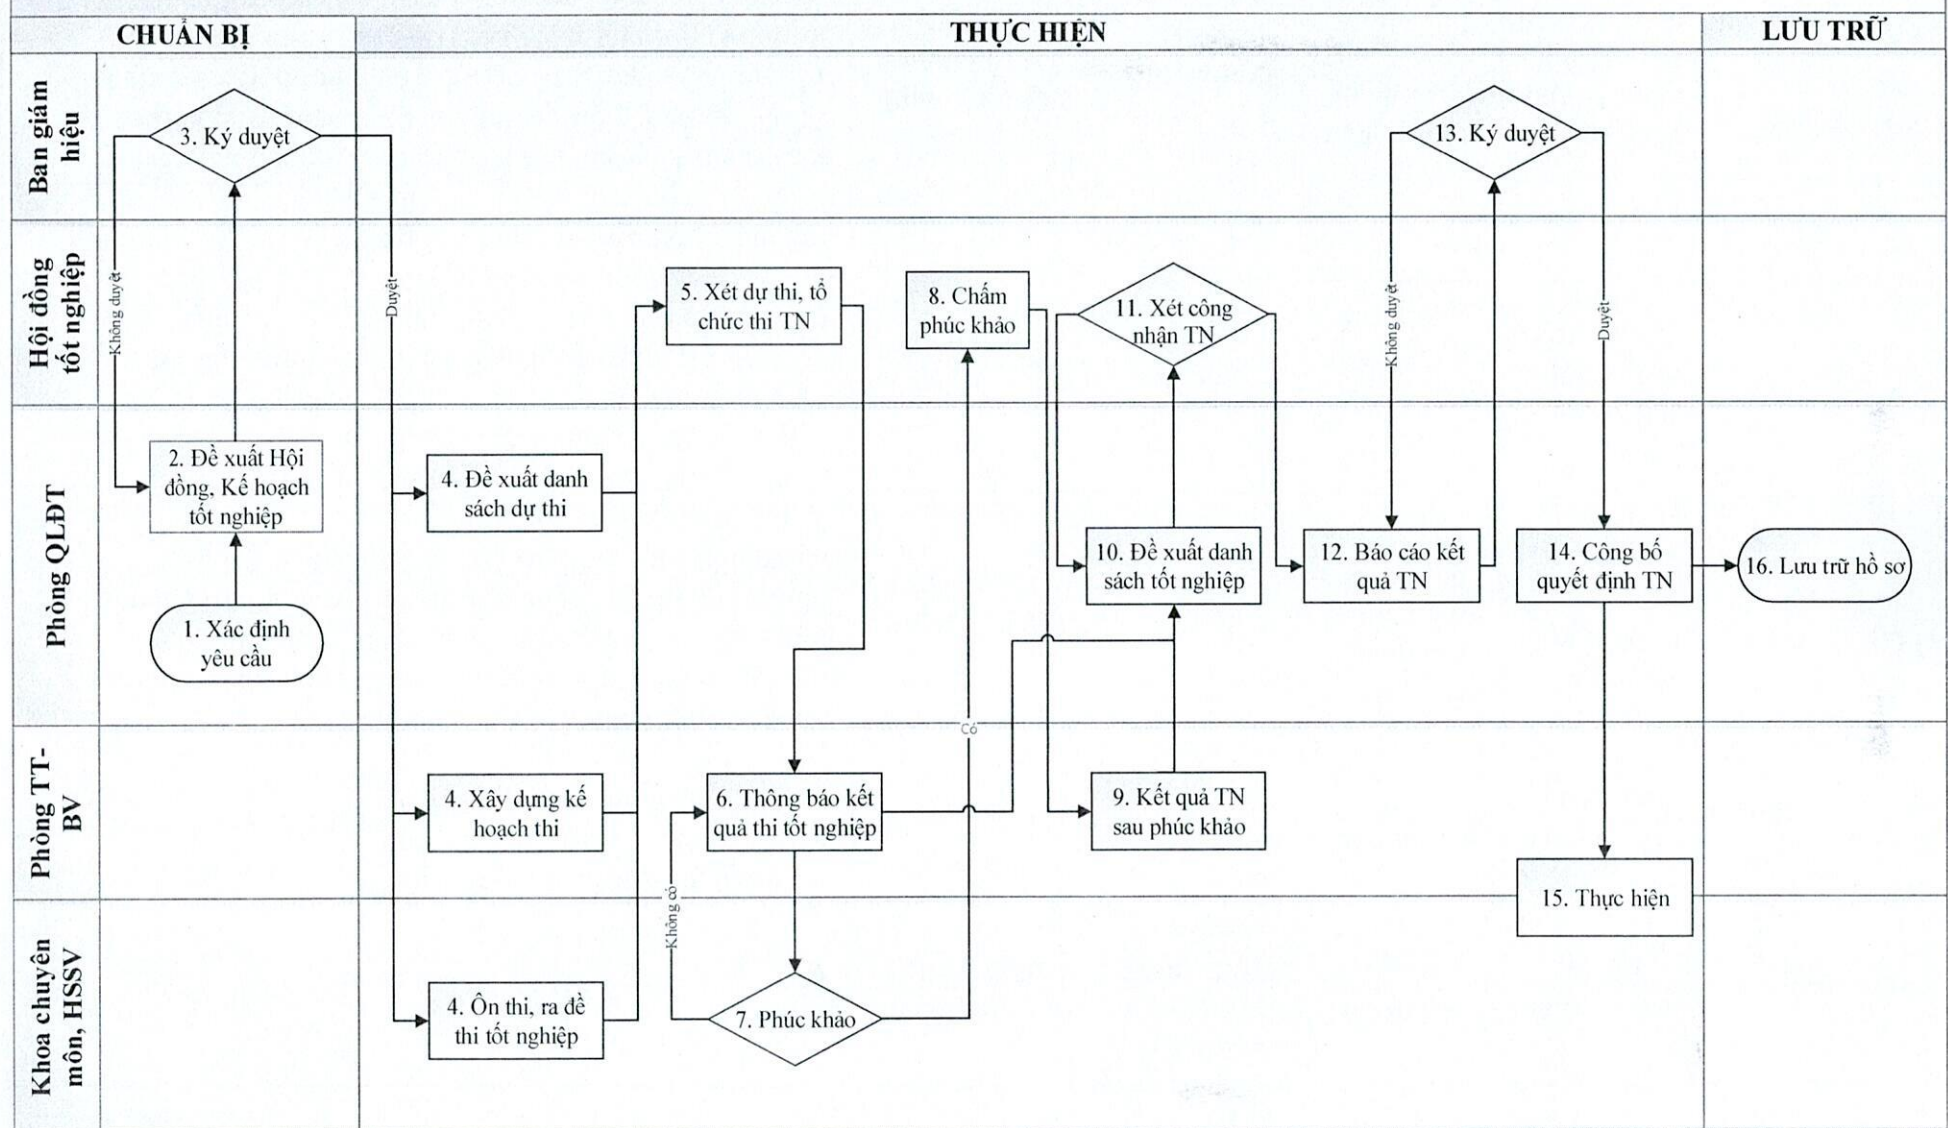 CHUẨN BỊ
THỰC HIỆN
LƯU TRỮ
Ban giám
hiệu
3. Ký duyệt
13. Ký duyệt
Không duyệt
Duyệt
Không duyệt
Duyệt
Hội đồng
tốt nghiệp
5. Xét dự thi, tổ
chức thi TN
8. Chấm
phúc khảo
11. Xét công
nhận TN
Phòng QLĐT
2. Đề xuất Hội
đồng, Kế hoạch
tốt nghiệp
1. Xác định
yêu cầu
4. Đề xuất danh
sách dự thi
10. Đề xuất danh
sách tốt nghiệp
12. Báo cáo kết
quả TN
14. Công bố
quyết định TN
16. Lưu trữ hồ sơ
Có
Phòng TT-
BV
4. Xây dựng kế
hoạch thi
6. Thông báo kết
quả thi tốt nghiệp
9. Kết quả TN
sau phúc khảo
15. Thực hiện
Không có
Khoa chuyên
môn, HSSV
4. Ôn thi, ra đề
thi tốt nghiệp
7. Phúc khảo